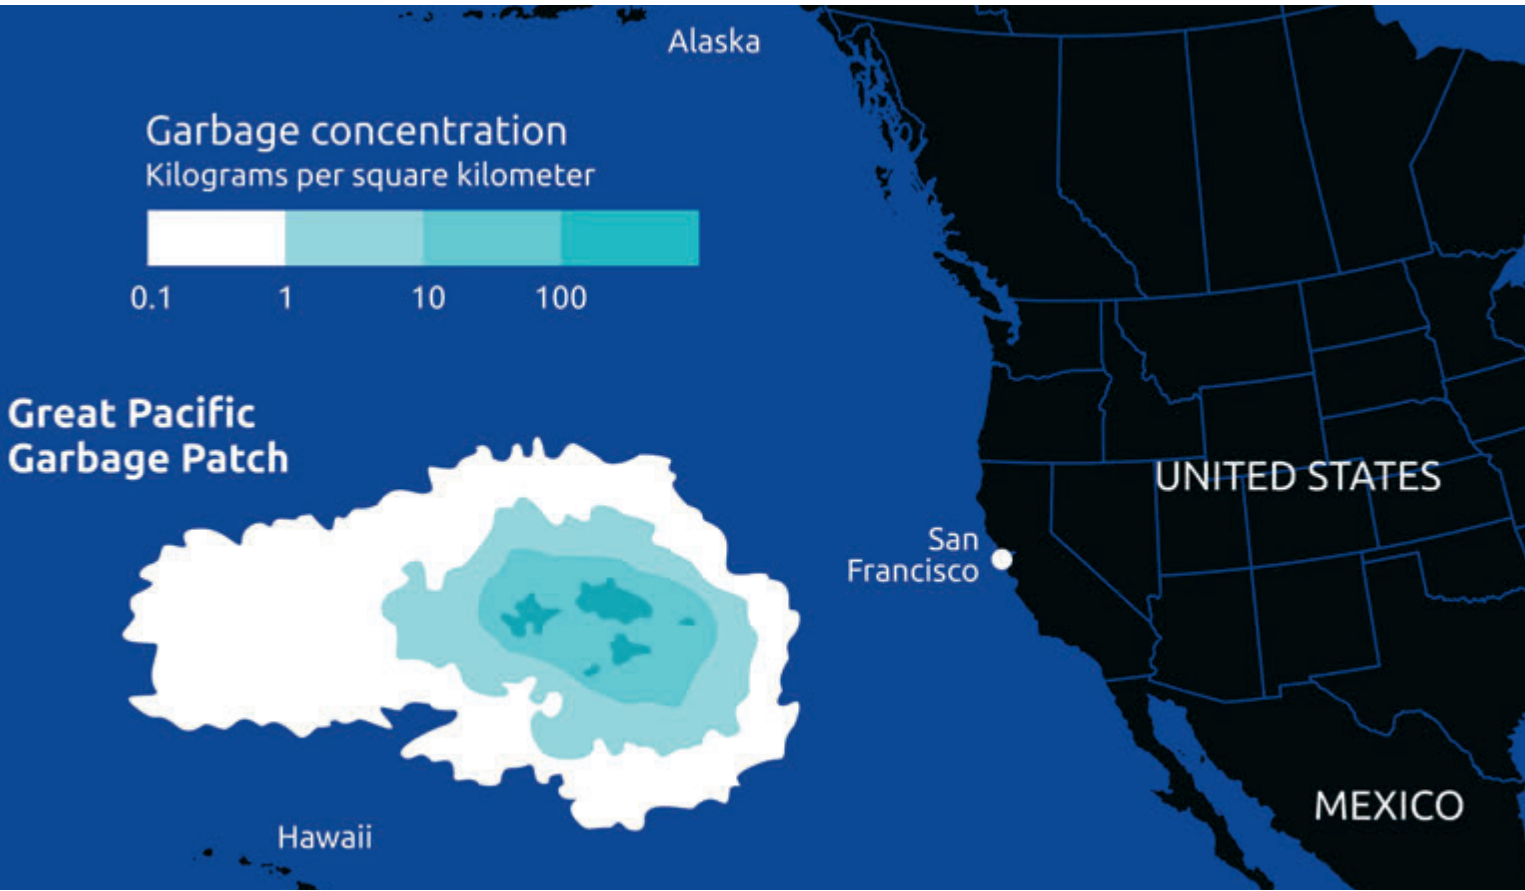 Alaska
Garbage concentration
Kilograms per square kilometer
0.1 1 10 100
Great Pacific
Garbage Patch
UNITED STATES
San
Francisco
MEXICO
Hawaii